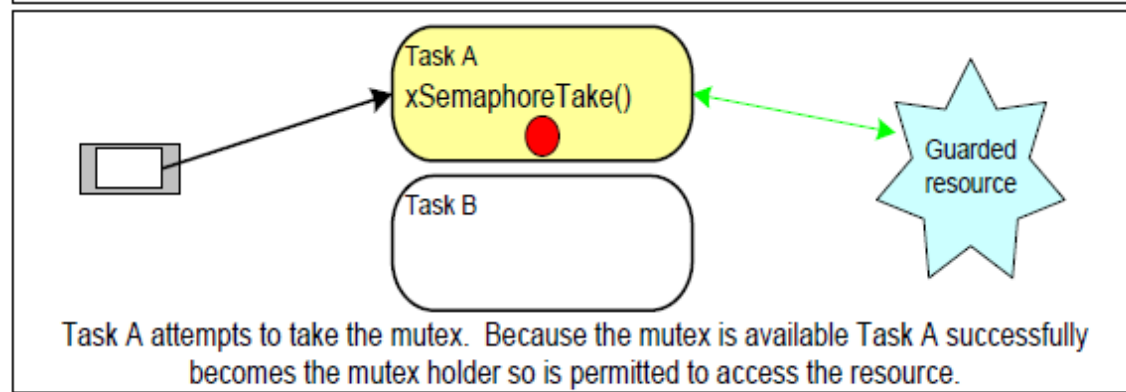 Task A
xSemaphoreTake()
Guarded
resource
Task B
Task A attempts to take the mutex.  Because the mutex is available Task A successfully
becomes the mutex holder so is permitted to access the resource.